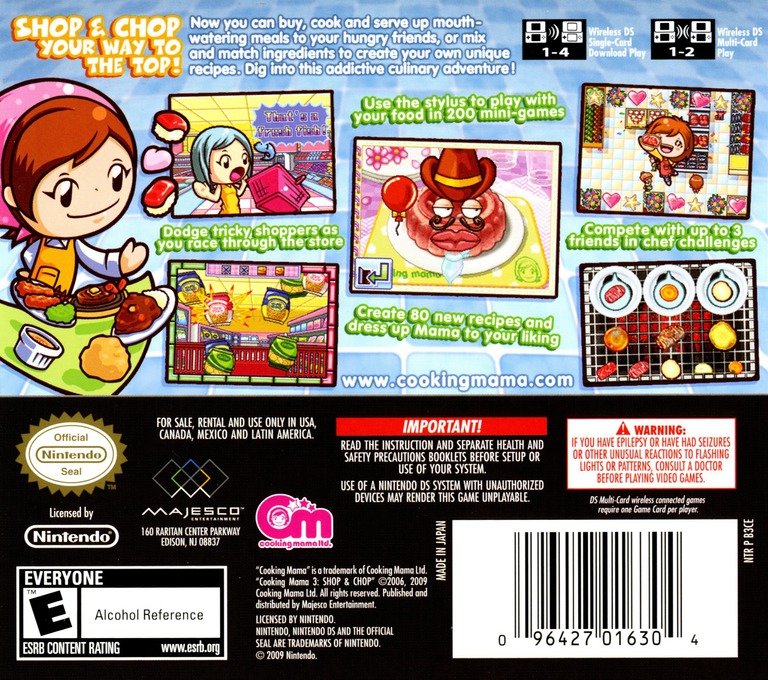 SHOP & CHOP
YOUR WAY TO
THE TOP!
Now you can buy, cook and serve up mouth-
watering meals to your hungry friends, or mix
and match ingredients to create your own unique
recipes. Dig into this addictive culinary adventure!
1-4
Wireless DS
Single-Card
Download Play
1-2
Wireless DS
Multi-Card
Play
That's a
fresh fish!
Dodge tricky shoppers as
you race through the store
Use the stylus to play with
your food in 200 mini-games
ing mama
Create 80 new recipes and
dress up Mama to your liking
Compete with up to 3
friends in chef challenges
www.cookingmama.com
Official
Nintendo
Seal
TM
Licensed by
Nintendo
FOR SALE, RENTAL AND USE ONLY IN USA,
CANADA, MEXICO AND LATIN AMERICA.
MAJESCO™
ENTERTAINMENT
160 RARITAN CENTER PARKWAY
EDISON, NJ 08837
cooking mama ltd.
IMPORTANT!
READ THE INSTRUCTION AND SEPARATE HEALTH AND
SAFETY PRECAUTIONS BOOKLETS BEFORE SETUP OR
USE OF YOUR SYSTEM.
USE OF A NINTENDO DS SYSTEM WITH UNAUTHORIZED
DEVICES MAY RENDER THIS GAME UNPLAYABLE.
WARNING:
IF YOU HAVE EPILEPSY OR HAVE HAD SEIZURES
OR OTHER UNUSUAL REACTIONS TO FLASHING
LIGHTS OR PATTERNS, CONSULT A DOCTOR
BEFORE PLAYING VIDEO GAMES.
DS Multi-Card wireless connected games
require one Game Card per player.
EVERYONE
E
TM
Alcohol Reference
ESRB CONTENT RATING www.esrb.org
"Cooking Mama" is a trademark of Cooking Mama Ltd.
"Cooking Mama 3: SHOP & CHOP" ©2006, 2009
Cooking Mama Ltd. All rights reserved. Published and
distributed by Majesco Entertainment.
LICENSED BY NINTENDO.
NINTENDO, NINTENDO DS AND THE OFFICIAL
SEAL ARE TRADEMARKS OF NINTENDO.
© 2009 Nintendo.
MADE IN JAPAN
0 96427 01630 4
NTR P B3CE